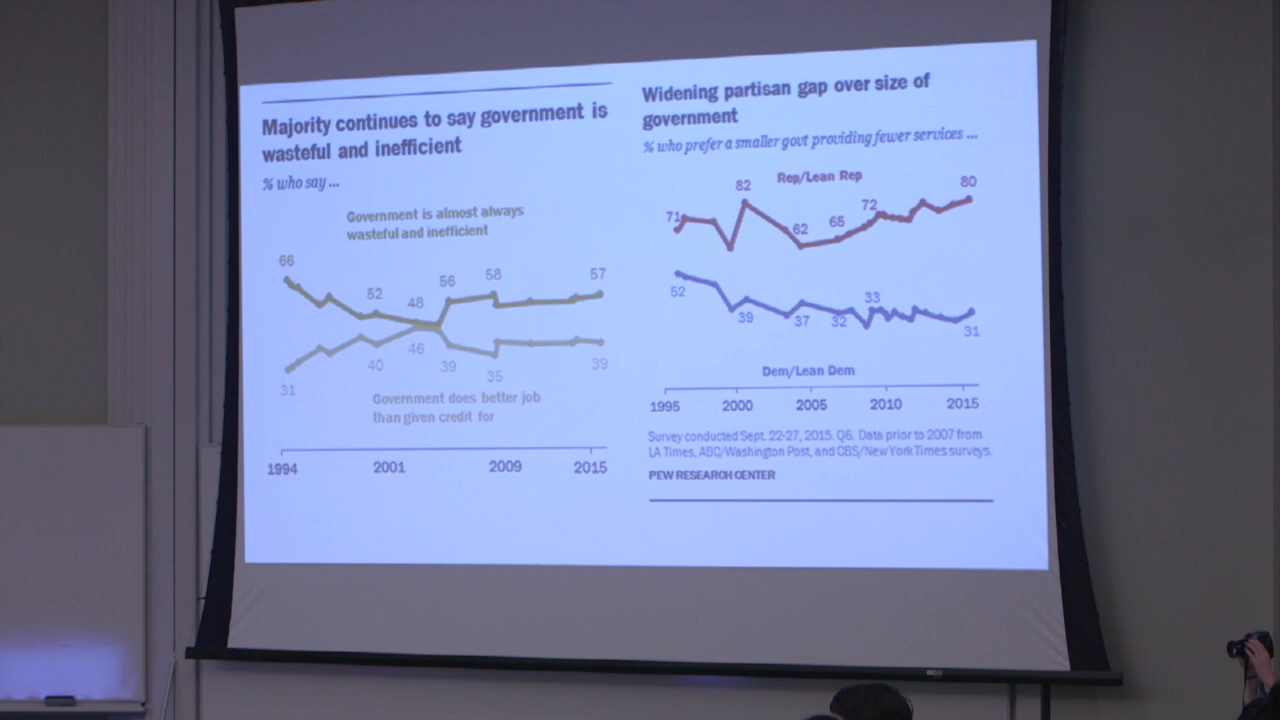 Majority continues to say government is
wasteful and inefficient
% who say ...
Government is almost always
wasteful and inefficient
66
52
48
56
58
57
31
40
46
39
35
39
Government does better job
than given credit for
1994
2001
2009
2015
Widening partisan gap over size of
government
% who prefer a smaller govt providing fewer services ...
Rep/Lean Rep
71
82
62
65
72
80
52
39
37
32
33
31
Dem/Lean Dem
1995
2000
2005
2010
2015
Survey conducted Sept. 22-27, 2015. Q6. Data prior to 2007 from
LA Times, ABC/Washington Post, and CBS/New York Times surveys.
PEW RESEARCH CENTER